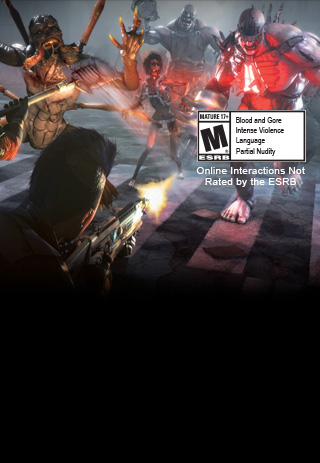 MATURE 17+
M
ESRB
Blood and Gore
Intense Violence
Language
Partial Nudity
Online Interactions Not
Rated by the ESRB